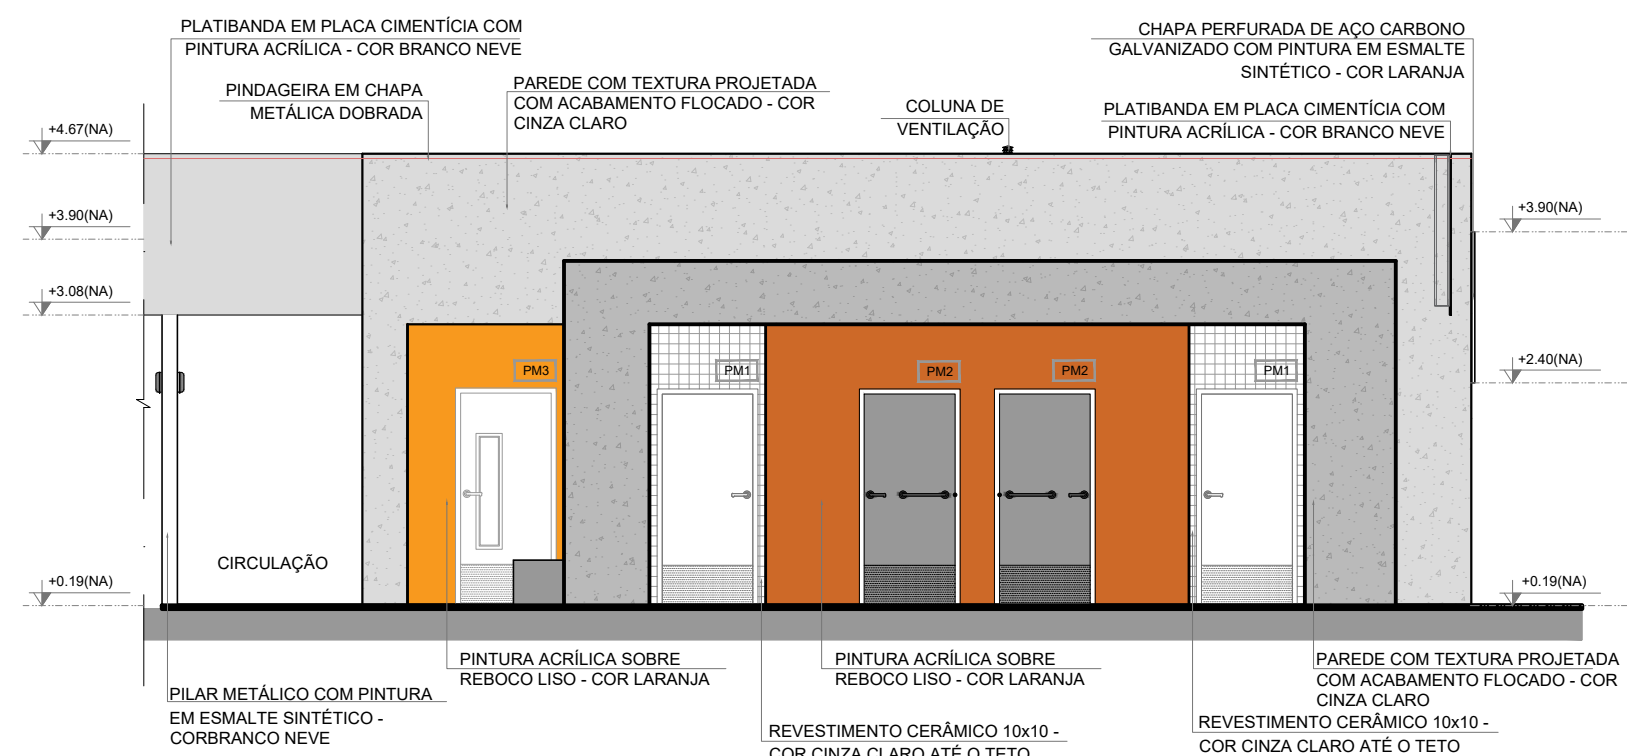 PLATIBANDA EM PLACA CIMENTÍCIA COM
PINTURA ACRÍLICA - COR BRANCO NEVE
PINDAGEIRA EM CHAPA
METÁLICA DOBRADA
PAREDE COM TEXTURA PROJETADA
COM ACABAMENTO FLOCADO - COR
CINZA CLARO
COLUNA DE
VENTILAÇÃO
CHAPA PERFURADA DE AÇO CARBONO
GALVANIZADO COM PINTURA EM ESMALTE
SINTÉTICO - COR LARANJA
PLATIBANDA EM PLACA CIMENTÍCIA COM
PINTURA ACRÍLICA - COR BRANCO NEVE
+4.67(NA)
+3.90(NA)
+3.08(NA)
+0.19(NA)
+3.90(NA)
+2.40(NA)
+0.19(NA)
PM3
PM1
PM2
PM2
PM1
CIRCULAÇÃO
PILAR METÁLICO COM PINTURA
EM ESMALTE SINTÉTICO -
CORBRANCO NEVE
PINTURA ACRÍLICA SOBRE
REBOCO LISO - COR LARANJA
REVESTIMENTO CERÂMICO 10x10 -
COR CINZA CLARO ATÉ O TETO
PINTURA ACRÍLICA SOBRE
REBOCO LISO - COR LARANJA
REVESTIMENTO CERÂMICO 10x10 -
COR CINZA CLARO ATÉ O TETO
PAREDE COM TEXTURA PROJETADA
COM ACABAMENTO FLOCADO - COR
CINZA CLARO